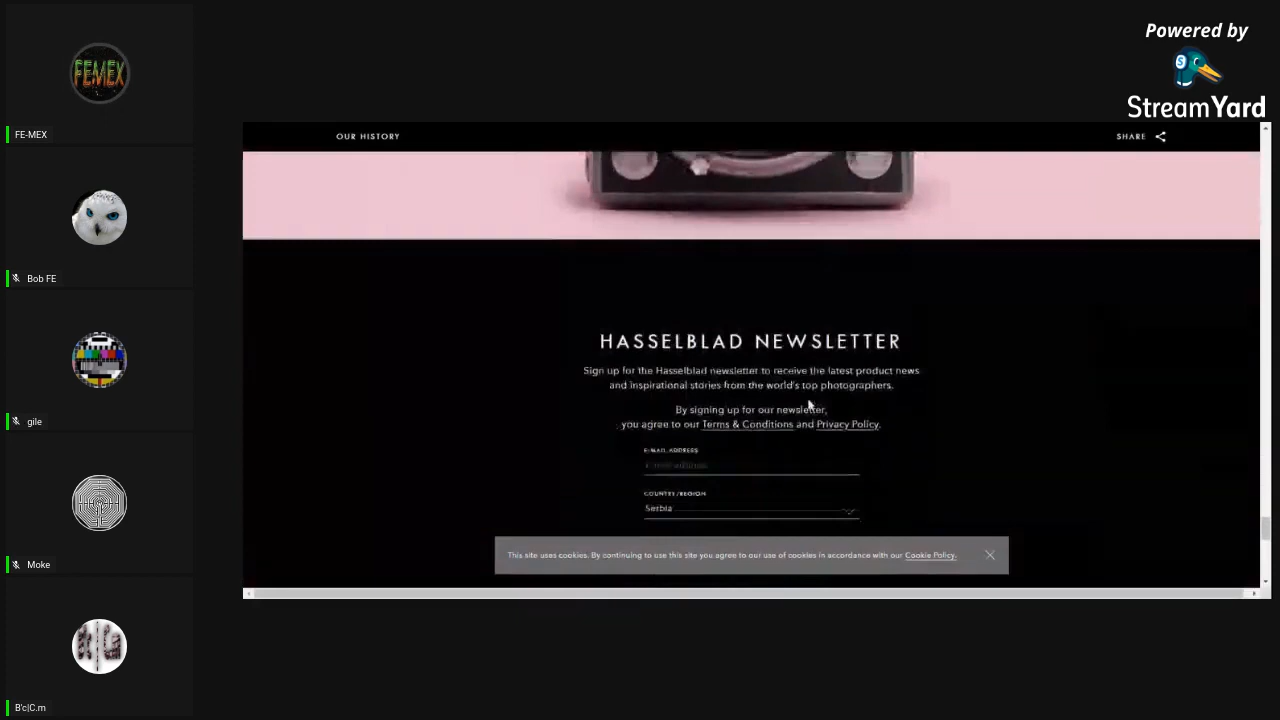 Powered by
StreamYard
FEMEX
FE-MEX
Bob FE
gile
Moke
B'c|C.m
OUR HISTORY
SHARE
HASSELBLAD NEWSLETTER
Sign up for the Hasselblad newsletter to receive the latest product news
and inspirational stories from the world's top photographers.
By signing up for our newsletter,
you agree to our Terms & Conditions and Privacy Policy.
E-MAIL ADDRESS
COUNTRY/REGION
Serbia
This site uses cookies. By continuing to use this site you agree to our use of cookies in accordance with our Cookie Policy.